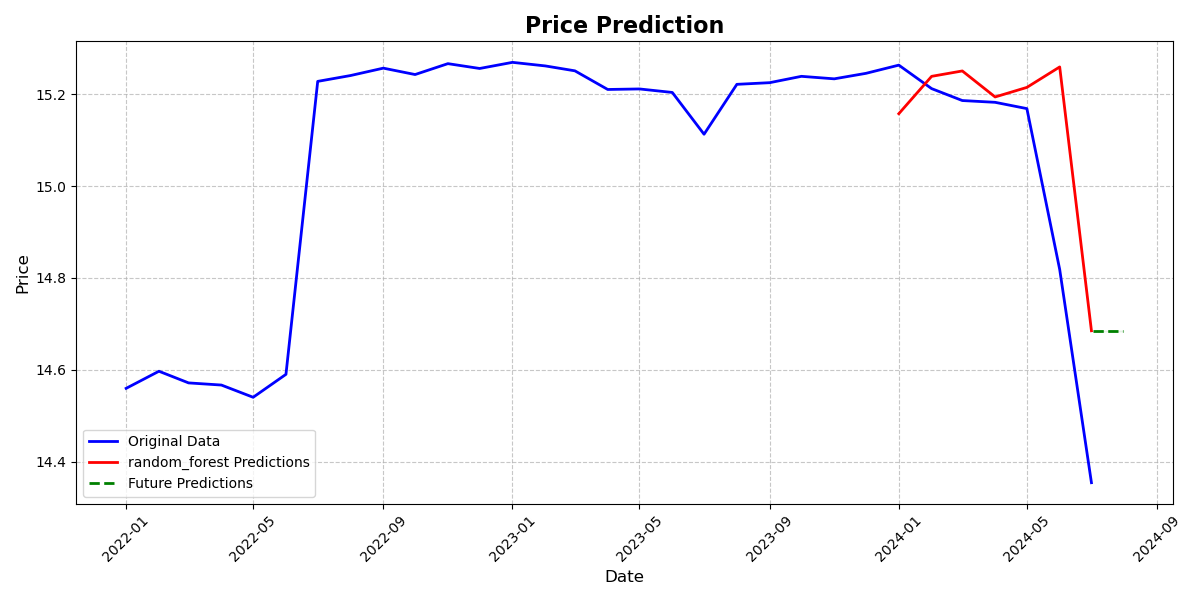 Price Prediction
Price
15.2
15.0
14.8
14.6
14.4
Original Data
random_forest Predictions
Future Predictions
2022-01
2022-05
2022-09
2023-01
2023-05
2023-09
2024-01
2024-05
2024-09
Date